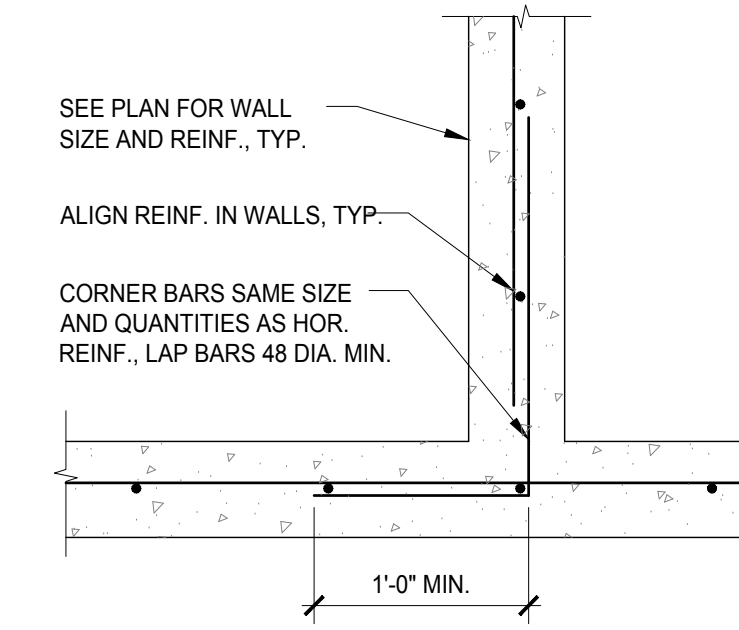 SEE PLAN FOR WALL
SIZE AND REINF., TYP.
ALIGN REINF. IN WALLS, TYP.
CORNER BARS SAME SIZE
AND QUANTITIES AS HOR.
REINF., LAP BARS 48 DIA. MIN.
1'-0" MIN.